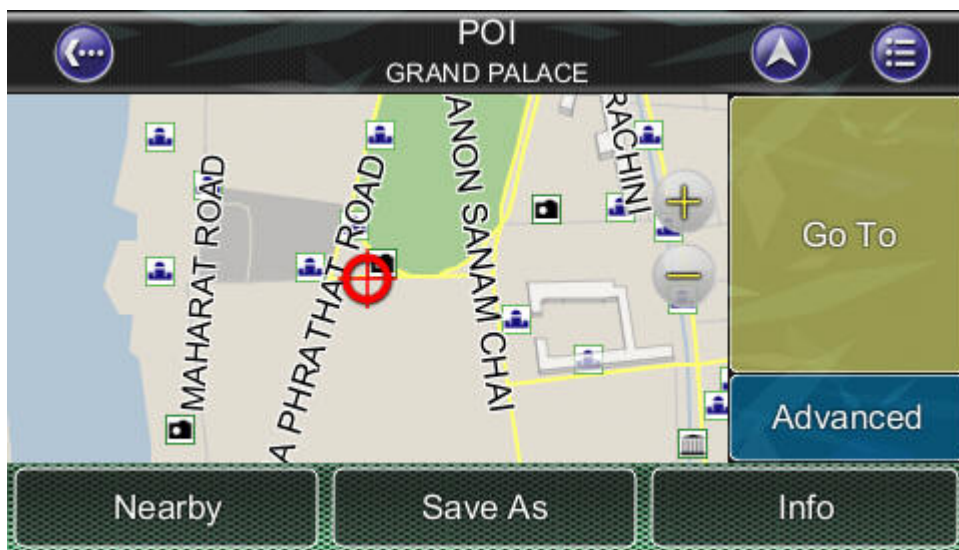 POI
GRAND PALACE
MAHARAT ROAD
A PHRATHAT ROAD
ANON SANAM CHAI
RACHINI
Go To
Advanced
Nearby
Save As
Info